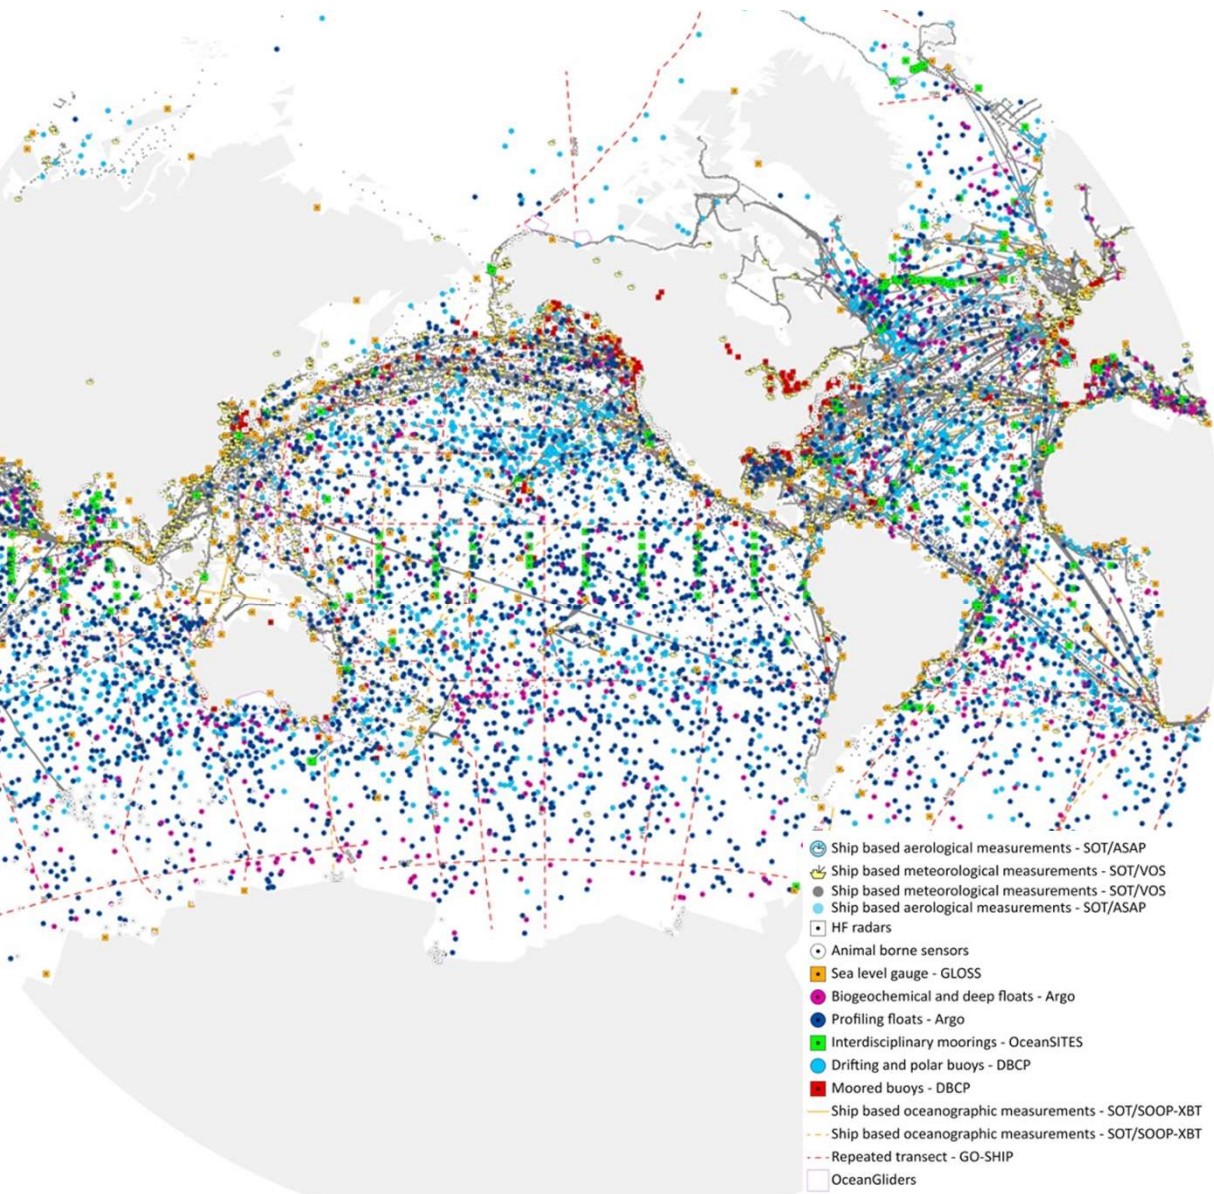 Ship based aerological measurements - SOT/ASAP
Ship based meteorological measurements - SOT/VOS
Ship based meteorological measurements - SOT/VOS
Ship based aerological measurements - SOT/ASAP
HF radars
Animal borne sensors
Sea level gauge - GLOSS
Biogeochemical and deep floats - Argo
Profiling floats - Argo
Interdisciplinary moorings - OceanSITES
Drifting and polar buoys - DBCP
Moored buoys - DBCP
Ship based oceanographic measurements - SOT/SOOP-XBT
Ship based oceanographic measurements - SOT/SOOP-XBT
Repeated transect - GO-SHIP
OceanGliders